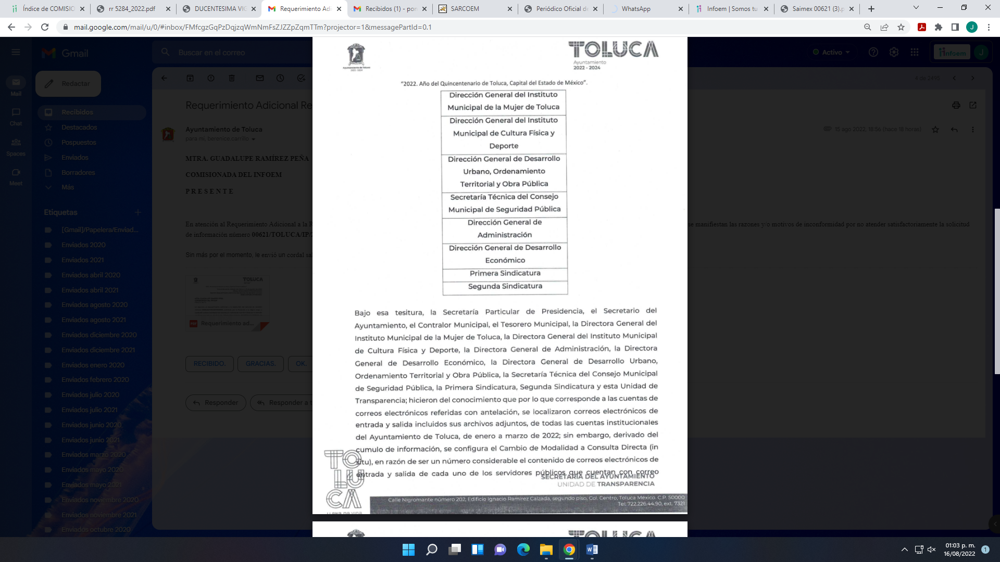 Índice de COMISIO
rr 5284_2022.pdf
DUCENTESIMA VIG
Requerimiento Adi
Recibidos (1) - pon
SARCOEM
Periódico Oficial de
WhatsApp
Infoem | Somos tu
Saimex 00621 (3).p
mail.google.com/mail/u/0/#inbox/FMfcgzGqPzDqjzqWmNmFsZJZZpZqmTTm?projector=1&messagePartId=0.1
J
Gmail
Buscar en el correo
Activo
infoem
J
Redactar
4 de 2495
Mail
Chat
Spaces
Meet
Recibidos
Destacados
Pospuestos
Enviados
Borradores
Más
Etiquetas
[Gmail]/Papelera/Enviad...
Enviados 2020
Enviados 2021
Enviados abril 2020
Enviados abril 2021
Enviados agosto 2020
Enviados agosto 2021
Enviados diciembre 2020
Enviados diciembre 2021
Enviados enero 2020
Enviados febrero 2020
Enviados julio 2020
Enviados julio 2021
Enviados junio 2020
Enviados junio 2021
Enviados marzo 2020
Enviados mayo 2020
Enviados mayo 2021
Enviados noviembre 2020
Enviados noviembre 2021
Enviados octubre 2020
Requerimiento Adicional Re
Ayuntamiento de Toluca
para mí, berenice.carrillo
15 ago 2022, 18:56 (hace 18 horas)
MTRA. GUADALUPE RAMÍREZ PEÑA
COMISIONADA DEL INFOEM
P R E S E N T E
En atención al Requerimiento Adicional a la R
se manifiestan las razones y/o motivos de inconformidad por no atender satisfactoriamente la solicitud
de información número 00621/TOLUCA/IP/2
Sin más por el momento, le envió un cordal sal
TOLUCA
PDF Requerimiento ad...
RECIBIDO.
GRACIAS.
OK.
Responder
Responder a t
Ayuntamiento de Toluca
2022 - 2024
TOLUCA
Ayuntamiento
2022 - 2024
"2022. Año del Quincentenario de Toluca, Capital del Estado de México".
Dirección General del Instituto
Municipal de la Mujer de Toluca
Dirección General del Instituto
Municipal de Cultura Física y
Deporte
Dirección General de Desarrollo
Urbano, Ordenamiento
Territorial y Obra Pública
Secretaría Técnica del Consejo
Municipal de Seguridad Pública
Dirección General de
Administración
Dirección General de Desarrollo
Económico
Primera Sindicatura
Segunda Sindicatura
Bajo esa tesitura, la Secretaría Particular de Presidencia, el Secretario del
Ayuntamiento, el Contralor Municipal, el Tesorero Municipal, la Directora General del
Instituto Municipal de la Mujer de Toluca, la Directora General del Instituto Municipal
de Cultura Física y Deporte, la Directora General de Administración, la Directora
General de Desarrollo Económico, la Directora General de Desarrollo Urbano,
Ordenamiento Territorial y Obra Pública, la Secretaría Técnica del Consejo Municipal
de Seguridad Pública, la Primera Sindicatura, Segunda Sindicatura y esta Unidad de
Transparencia; hicieron del conocimiento que por lo que corresponde a las cuentas de
correos electrónicos referidas con antelación, se localizaron correos electrónicos de
entrada y salida incluidos sus archivos adjuntos, de todas las cuentas institucionales
del Ayuntamiento de Toluca, de enero a marzo de 2022; sin embargo, derivado del
cumulo de información, se configura el Cambio de Modalidad a Consulta Directa (in
situ), en razón de ser un número considerable el contenido de correos electrónicos de
entrada y salida de cada uno de los servidores públicos que cuentan con correo
SECRETARÍA DEL AYUNTAMIENTO
UNIDAD DE TRANSPARENCIA
TO
LU
CA
LLENA DE VIDA
Calle Nigromante número 202, Edificio Ignacio Ramírez Calzada, segundo piso, Col. Centro, Toluca México. C.P. 50000
Tel: 722.226.44.90, ext. 7321
TOLUCA
01:03 p. m.
16/08/2022
1